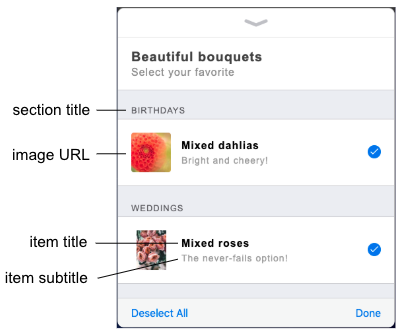 Beautiful bouquets
Select your favorite
section title
BIRTHDAYS
image URL
Mixed dahlias
Bright and cheery!
WEDDINGS
item title
Mixed roses
item subtitle
The never-fails option!
Deselect All
Done